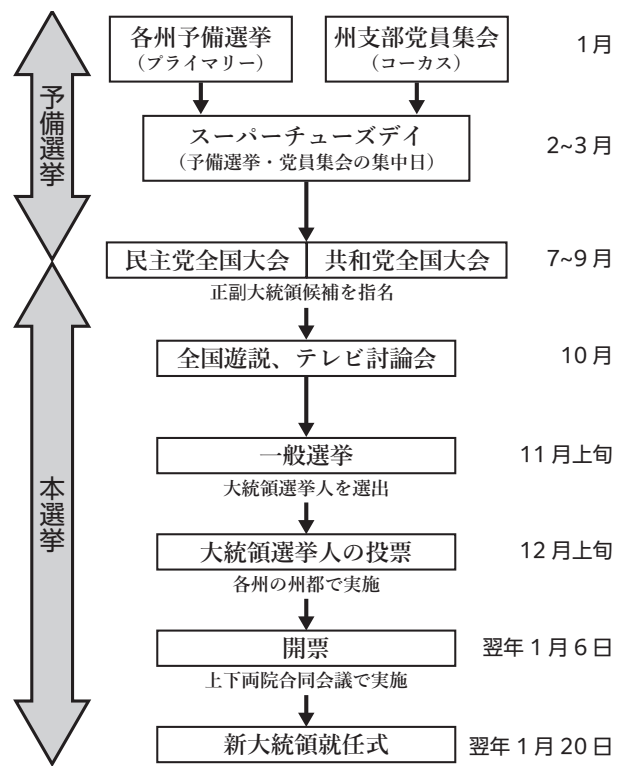 予備選挙
各州予備選挙
（プライマリー）
州支部党員集会
（コーカス）
1月
スーパーチューズデイ
（予備選挙・党員集会の集中日）
2~3月
民主党全国大会
共和党全国大会
7~9月
正副大統領候補を指名
本選挙
全国遊説、テレビ討論会
10月
一般選挙
11月上旬
大統領選挙人を選出
大統領選挙人の投票
12月上旬
各州の州都で実施
開票
翌年1月6日
上下両院合同会議で実施
新大統領就任式
翌年1月20日